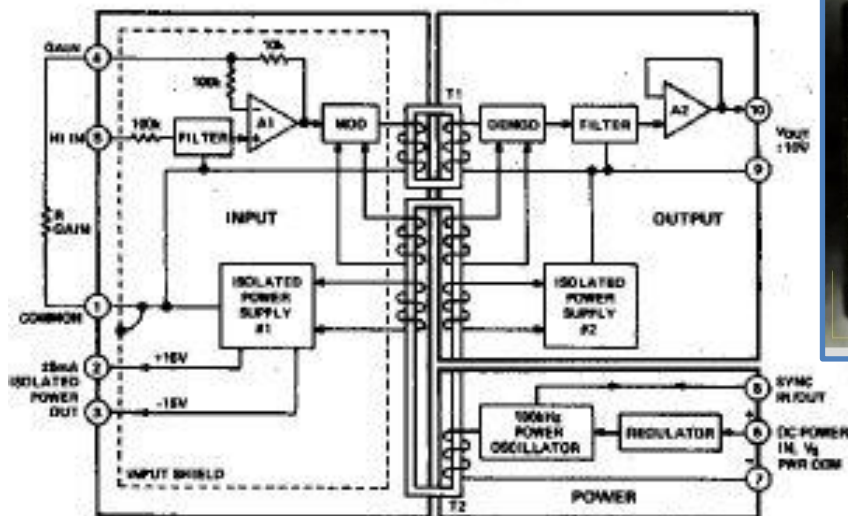 GAIN
4
10k
100k
A1
MOD
T1
DEMOD
FILTER
A2
10
HI IN
5
100k
FILTER
VOUT
±10V
9
R
GAIN
INPUT
OUTPUT
ISOLATED
POWER
SUPPLY
#1
ISOLATED
POWER
SUPPLY
#2
1
COMMON
2
+15V
ISOLATED
POWER
OUT
3
-15V
8
SYNC
IN/OUT
100kHz
POWER
OSCILLATOR
REGULATOR
+
6
DC POWER
IN, VS
PWR COM
-
7
INPUT SHIELD
T2
POWER